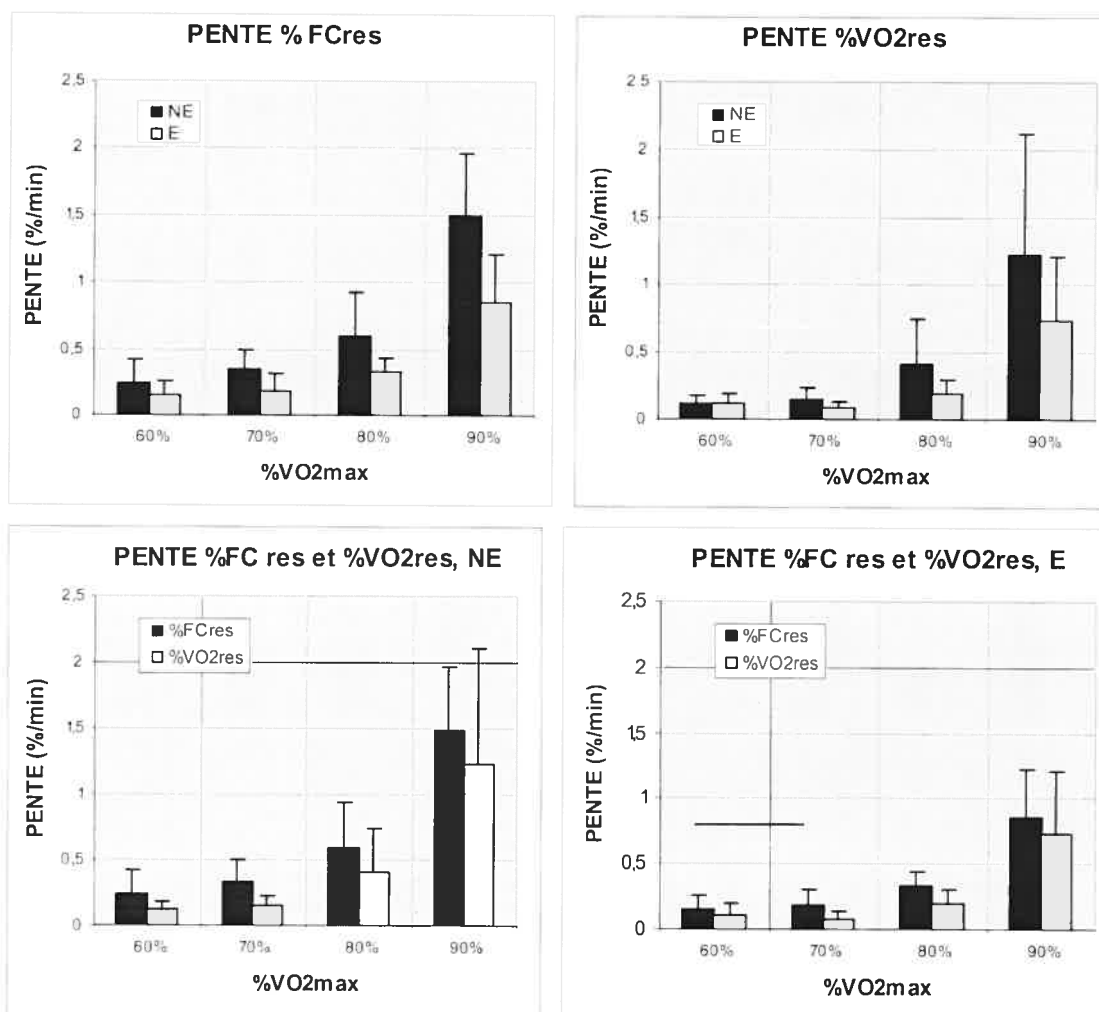 PENTE % FCres
2,5
2
1,5
1
0,5
0
PENTE (%/min)
NE
E
60% 70% 80% 90%
%VO2max
PENTE %VO2res
2,5
2
1,5
1
0,5
0
PENTE (%/min)
NE
E
60% 70% 80% 90%
%VO2max
PENTE %FC res et %VO2res, NE
2,5
2
1,5
1
0,5
0
PENTE (%/min)
%FCres
%VO2res
60% 70% 80% 90%
%VO2max
PENTE %FC res et %VO2res, E
2,5
2
1,5
1
0,5
0
PENTE (%/min)
%FCres
%VO2res
60% 70% 80% 90%
%VO2max